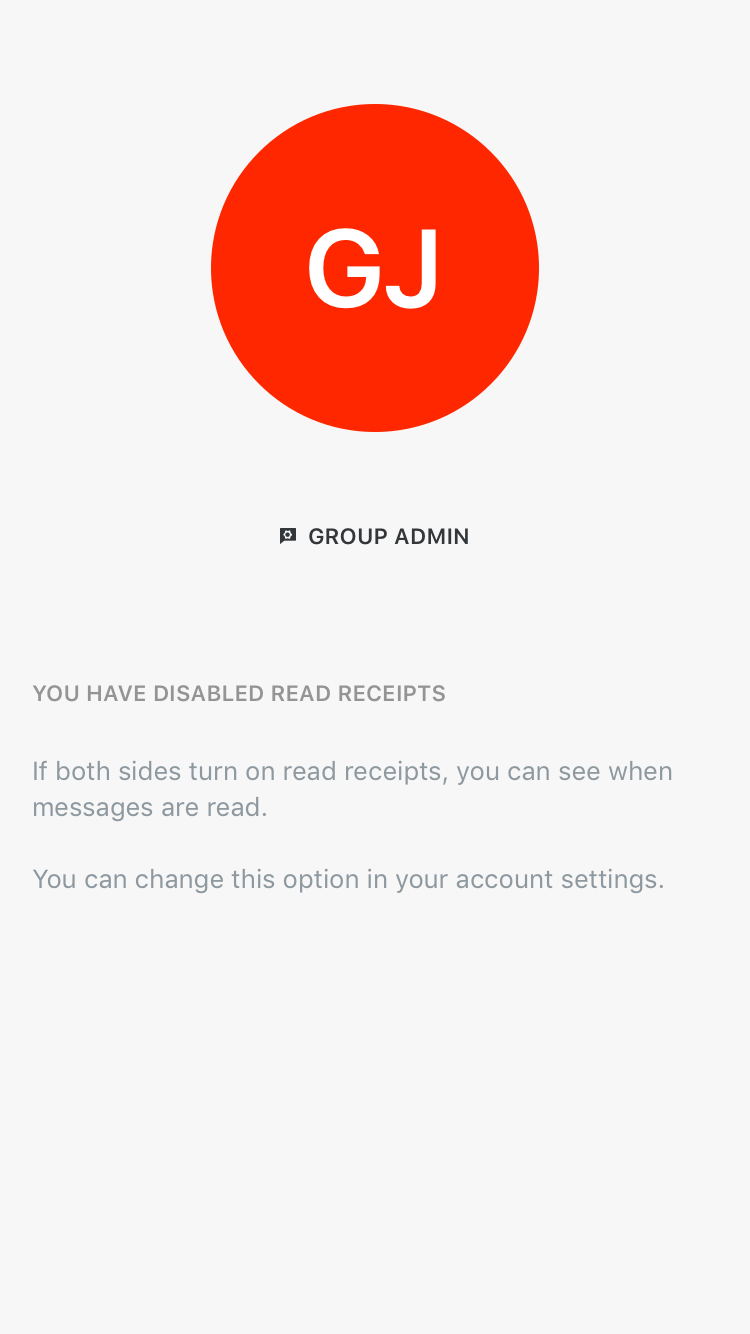 GJ
GROUP ADMIN
YOU HAVE DISABLED READ RECEIPTS
If both sides turn on read receipts, you can see when
messages are read.
You can change this option in your account settings.